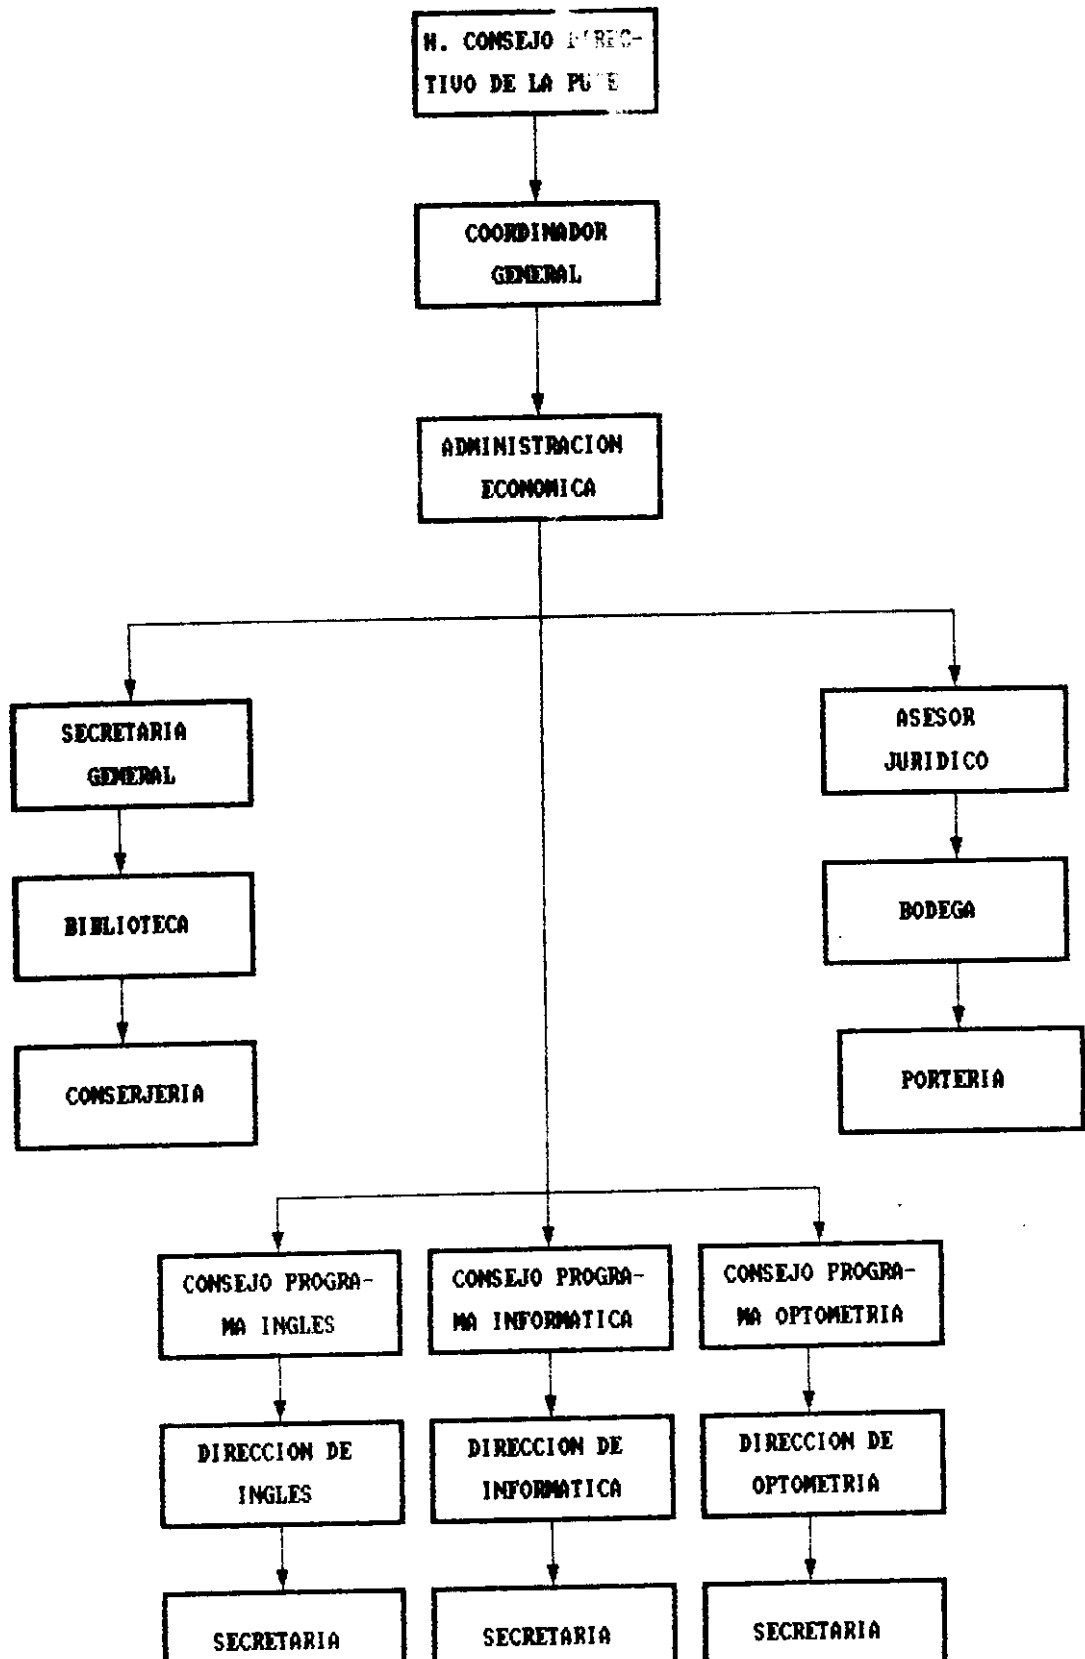 H. CONSEJO DIREC-
TIVO DE LA
COORDINADOR
GENERAL
ADMINISTRACION
ECONOMICA
SECRETARIA
GENERAL
ASESOR
JURIDICO
BIBLIOTECA
BODEGA
CONSERJERIA
PORTERIA
CONSEJO PROGRA-
MA INGLES
CONSEJO PROGRA-
MA INFORMATICA
CONSEJO PROGRA-
MA OPTOMETRIA
DIRECCION DE
INGLES
DIRECCION DE
INFORMATICA
DIRECCION DE
OPTOMETRIA
SECRETARIA
SECRETARIA
SECRETARIA